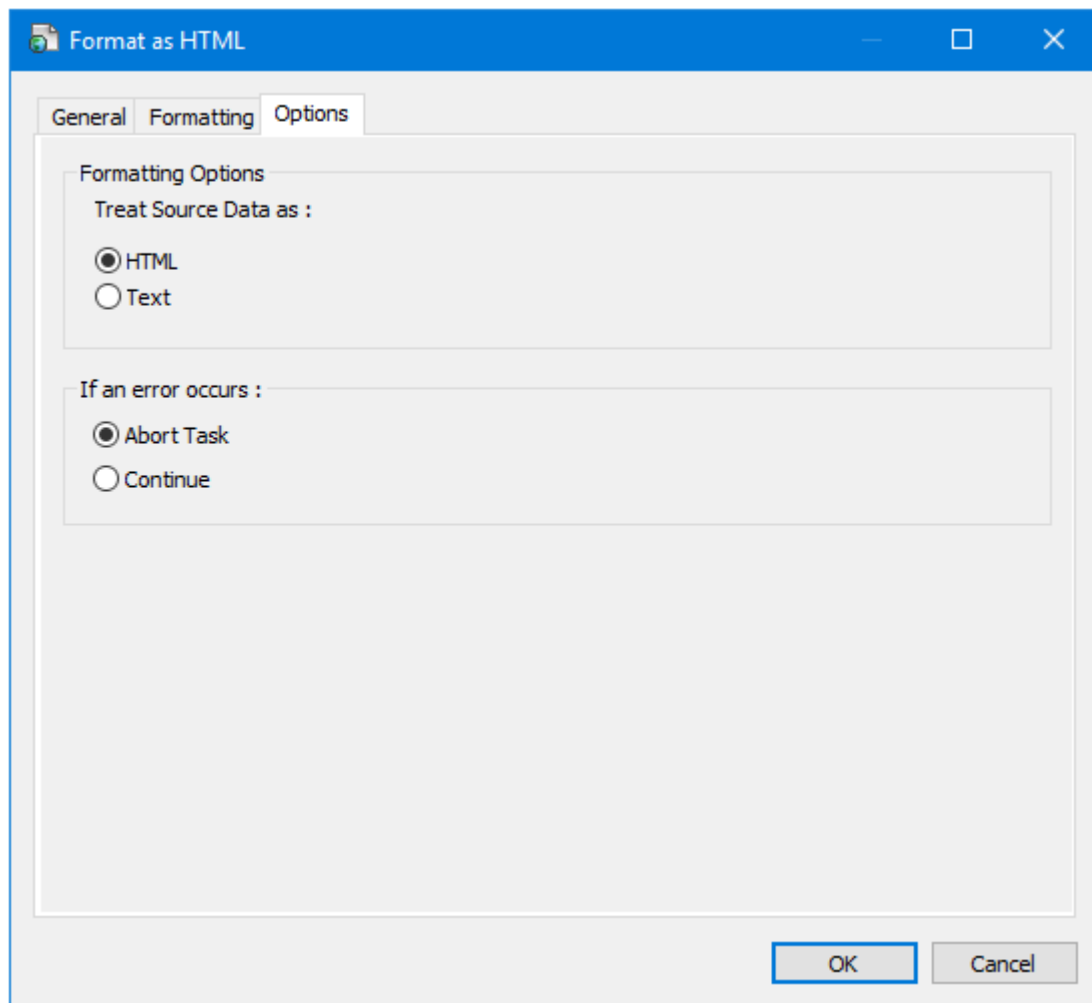 Format as HTML
General Formatting Options
Formatting Options
Treat Source Data as :
HTML
Text
If an error occurs :
Abort Task
Continue
OK Cancel